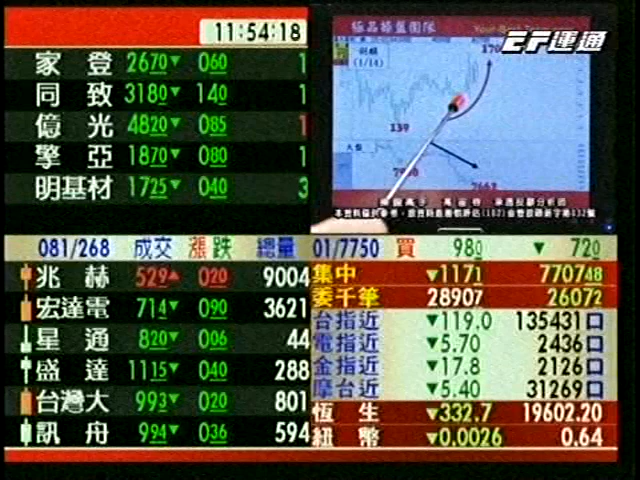 11:54:18
家登 2670▼ 060 1
同致 3180▼ 140 1
億光 4820▼ 085 1
擎亞 1870▼ 080 1
明基材 1725▼ 040 3
EF運通
170
(1/14)
139
大盤
7662
081/268 成交 漲跌 總量
兆赫 529▲ 020 9004
宏達電 714▼ 090 3621
星通 820▼ 006 44
盛達 1115▼ 040 288
台灣大 993▼ 020 801
訊舟 994▼ 036 594
01/7750 買 980 ▼ 720
集中 ▼1171 770748
委千筆 28907 26072
台指近 ▼119.0 135431口
電指近 ▼5.70 2436口
金指近 ▼17.8 2126口
摩台近 ▼5.40 31269口
恆生 ▼332.7 19602.20
紐幣 ▼0.0026 0.64